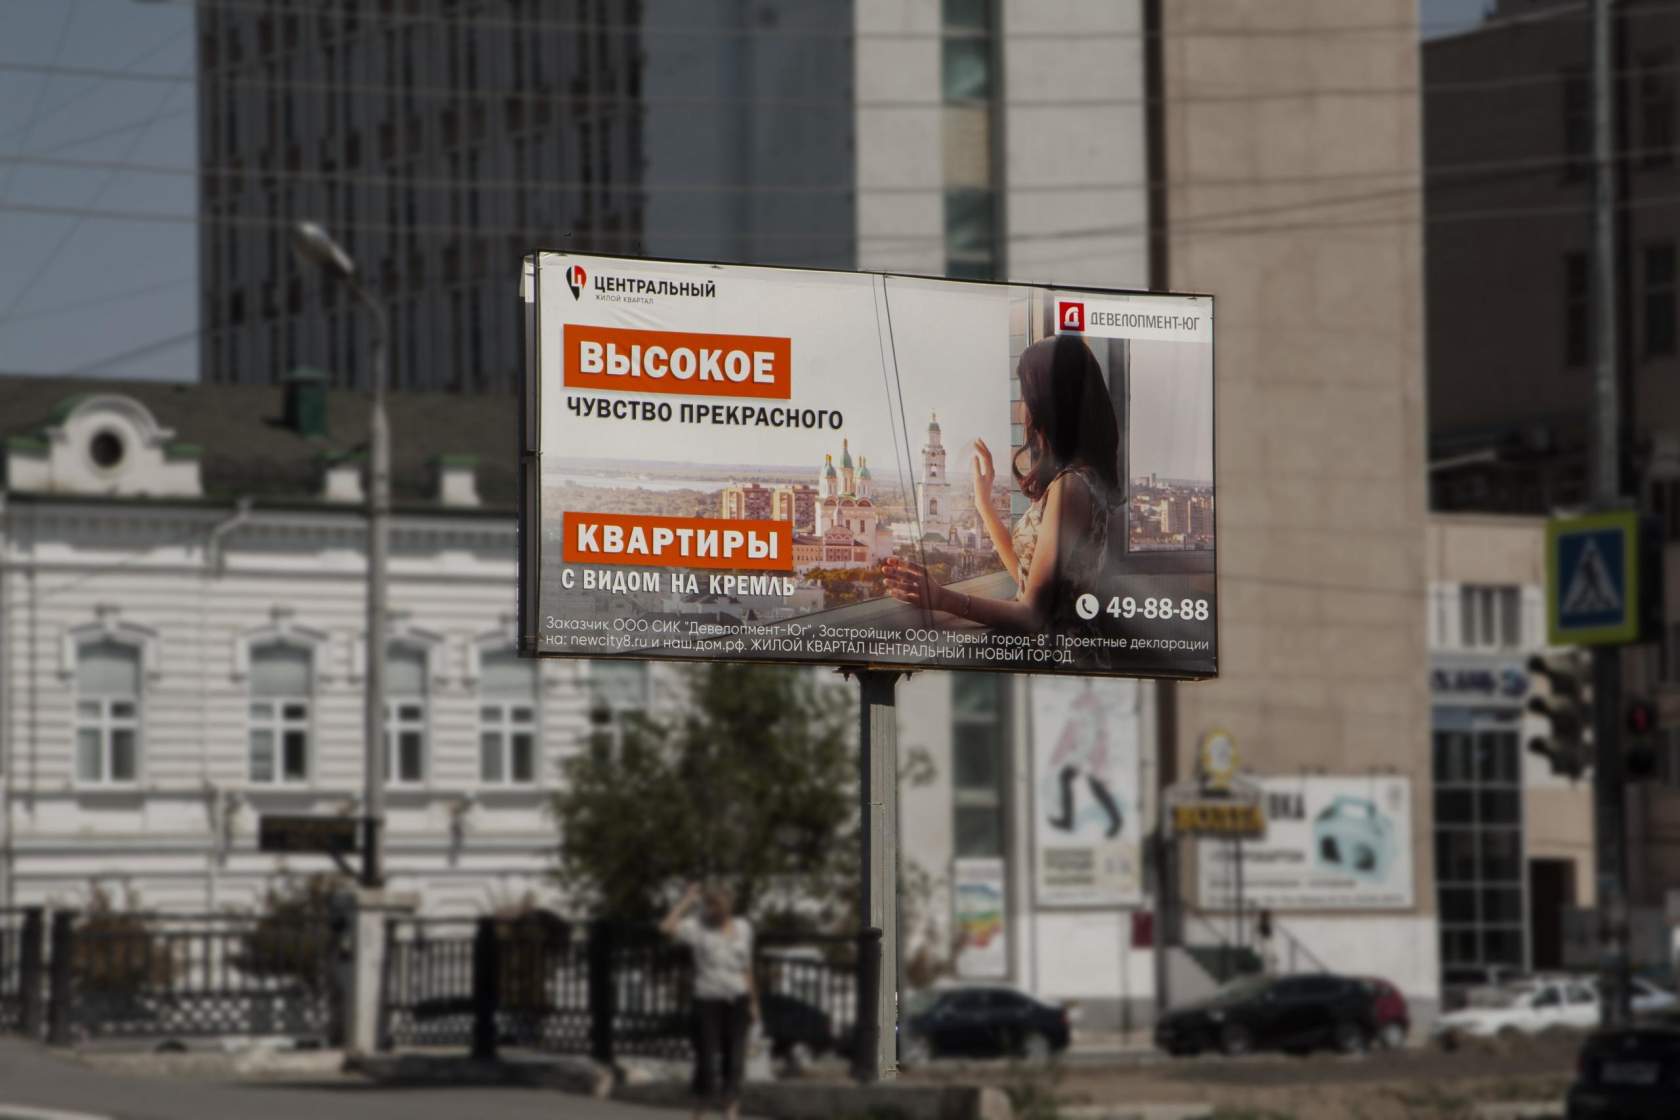 ЦЕНТРАЛЬНЫЙ
ЖИЛОЙ КВАРТАЛ
ДЕВЕЛОПМЕНТ-ЮГ
ВЫСОКОЕ
ЧУВСТВО ПРЕКРАСНОГО
КВАРТИРЫ
С ВИДОМ НА КРЕМЛЬ
49-88-88
Заказчик ООО СИК "Девелопмент-Юг", Застройщик ООО "Новый город-8". Проектные декларации
на: newcity8.ru и наш.дом.рф. ЖИЛОЙ КВАРТАЛ ЦЕНТРАЛЬНЫЙ | НОВЫЙ ГОРОД.